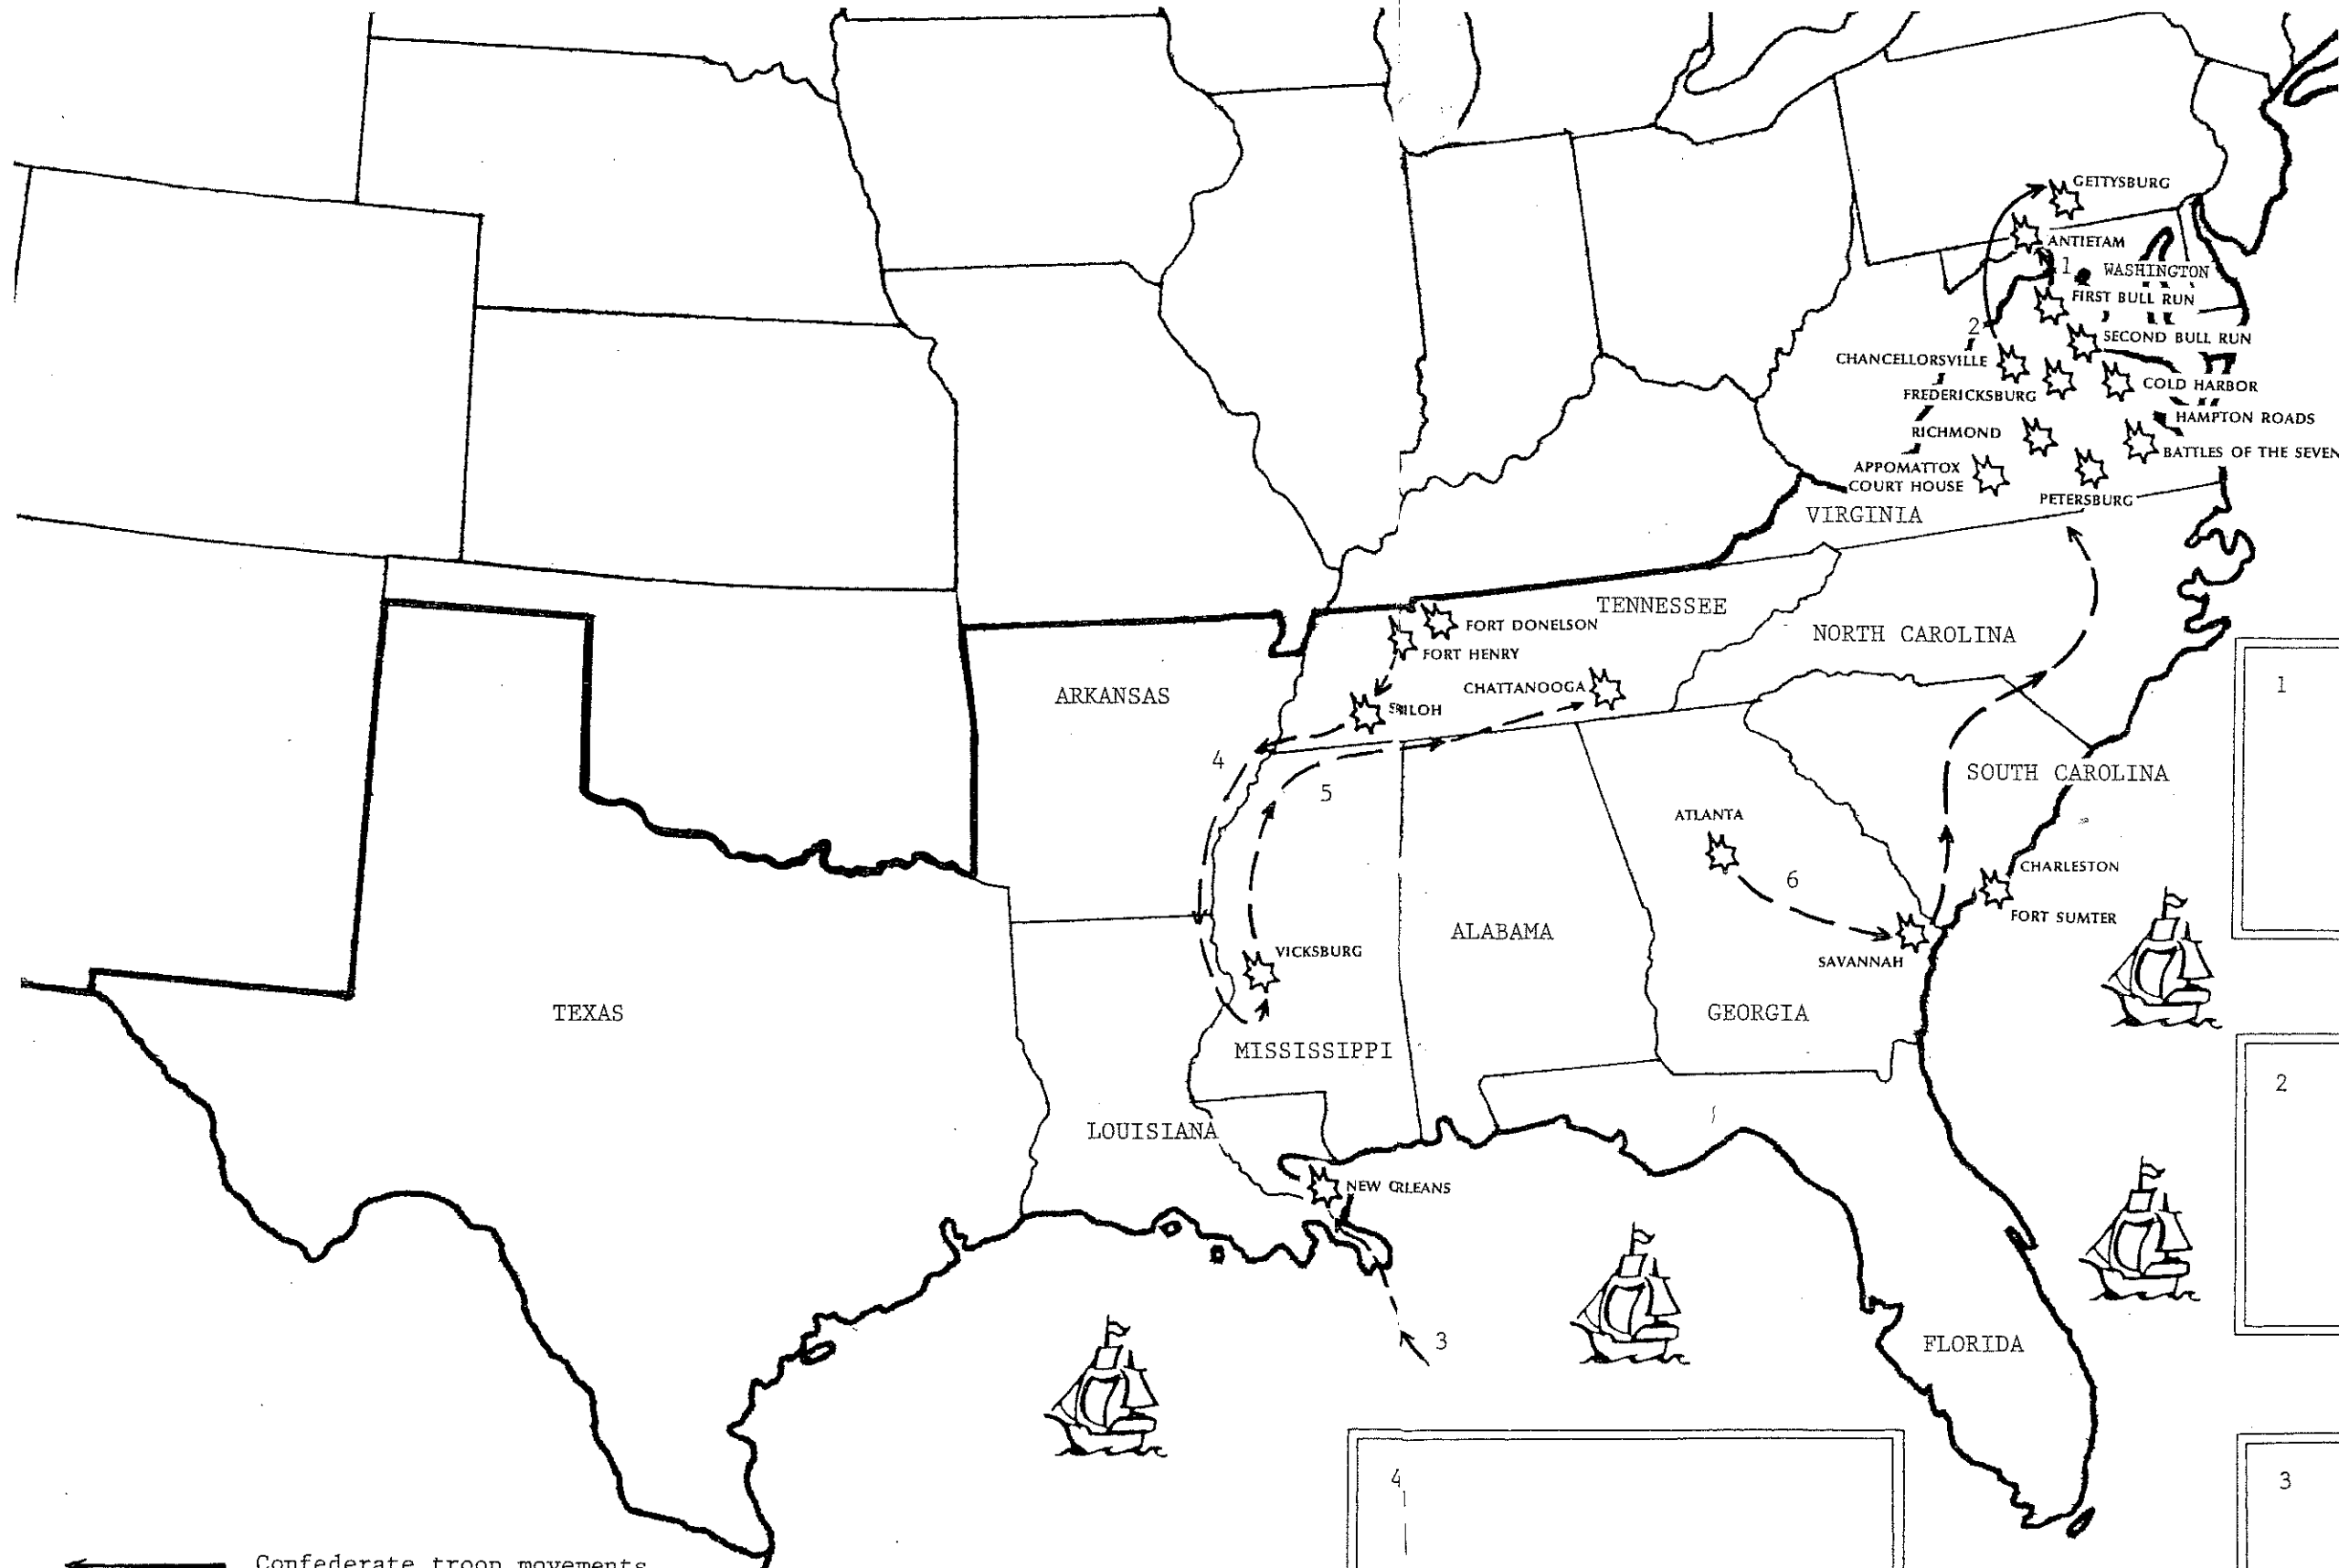 GETTYSBURG
ANTIETAM
1
WASHINGTON
FIRST BULL RUN
2
SECOND BULL RUN
CHANCELLORSVILLE
COLD HARBOR
FREDERICKSBURG
HAMPTON ROADS
RICHMOND
BATTLES OF THE SEVEN
APPOMATTOX
COURT HOUSE
PETERSBURG
VIRGINIA
TENNESSEE
FORT DONELSON
NORTH CAROLINA
FORT HENRY
1
ARKANSAS
CHATTANOOGA
SHILOH
4
5
SOUTH CAROLINA
ATLANTA
CHARLESTON
6
FORT SUMTER
ALABAMA
VICKSBURG
SAVANNAH
TEXAS
GEORGIA
MISSISSIPPI
2
LOUISIANA
NEW ORLEANS
3
FLORIDA
4
3
Confederate troop movements